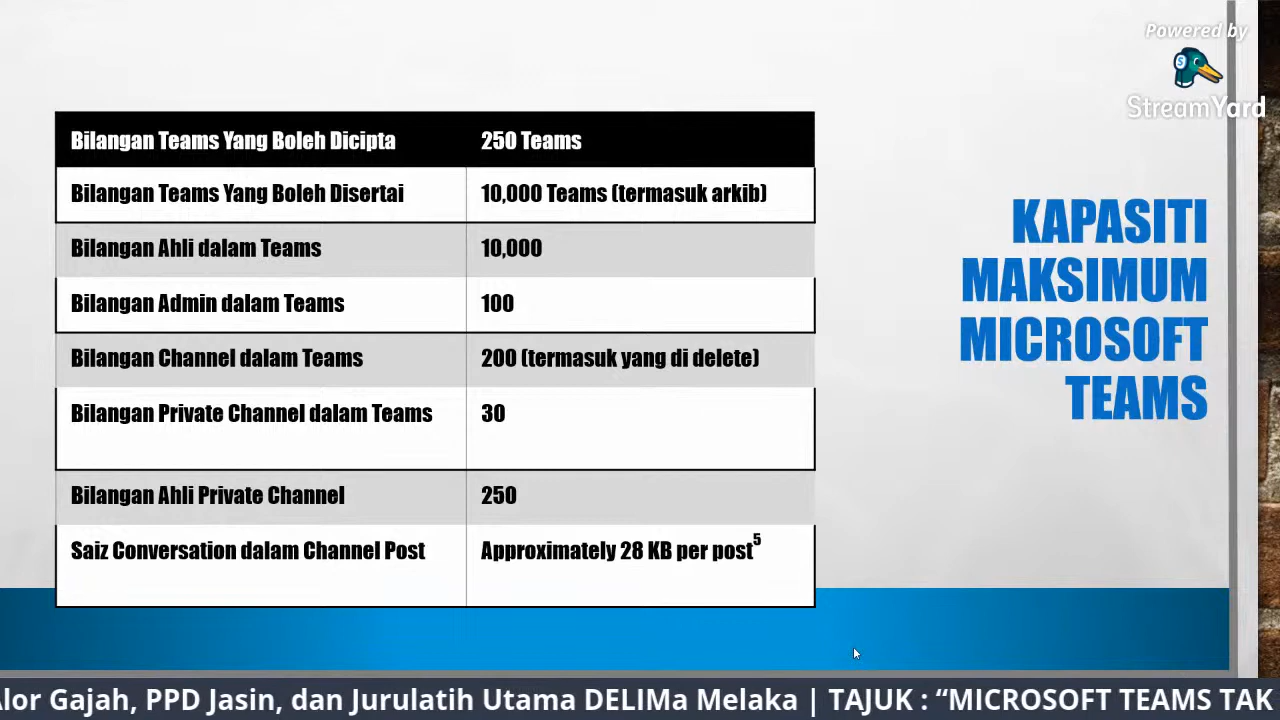 Powered by
StreamYard
Bilangan Teams Yang Boleh Dicipta 250 Teams
Bilangan Teams Yang Boleh Disertai 10,000 Teams (termasuk arkib)
Bilangan Ahli dalam Teams 10,000
Bilangan Admin dalam Teams 100
Bilangan Channel dalam Teams 200 (termasuk yang di delete)
Bilangan Private Channel dalam Teams 30
Bilangan Ahli Private Channel 250
Saiz Conversation dalam Channel Post Approximately 28 KB per post⁵
KAPASITI
MAKSIMUM
MICROSOFT
TEAMS
Alor Gajah, PPD Jasin, dan Jurulatih Utama DELIMa Melaka | TAJUK : “MICROSOFT TEAMS TAK